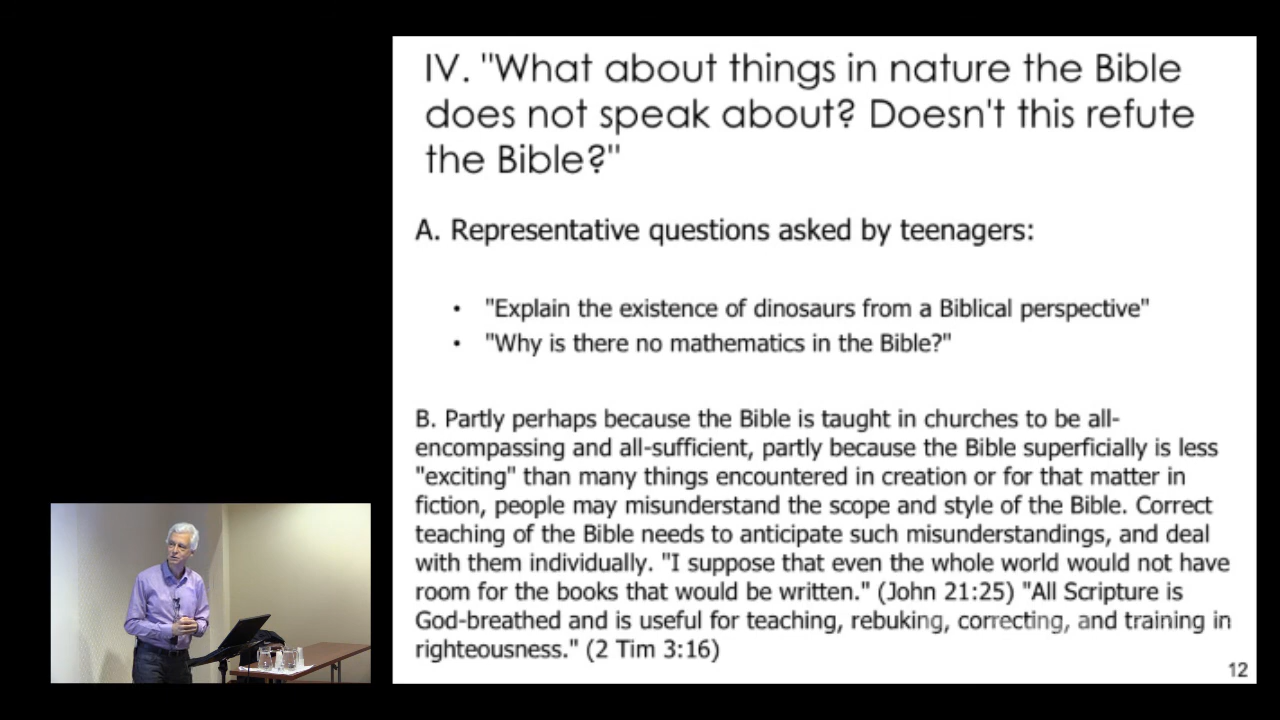 IV. "What about things in nature the Bible
does not speak about? Doesn't this refute
the Bible?"
A. Representative questions asked by teenagers:
• "Explain the existence of dinosaurs from a Biblical perspective"
• "Why is there no mathematics in the Bible?"
B. Partly perhaps because the Bible is taught in churches to be all-
encompassing and all-sufficient, partly because the Bible superficially is less
"exciting" than many things encountered in creation or for that matter in
fiction, people may misunderstand the scope and style of the Bible. Correct
teaching of the Bible needs to anticipate such misunderstandings, and deal
with them individually. "I suppose that even the whole world would not have
room for the books that would be written." (John 21:25) "All Scripture is
God-breathed and is useful for teaching, rebuking, correcting, and training in
righteousness." (2 Tim 3:16)
12